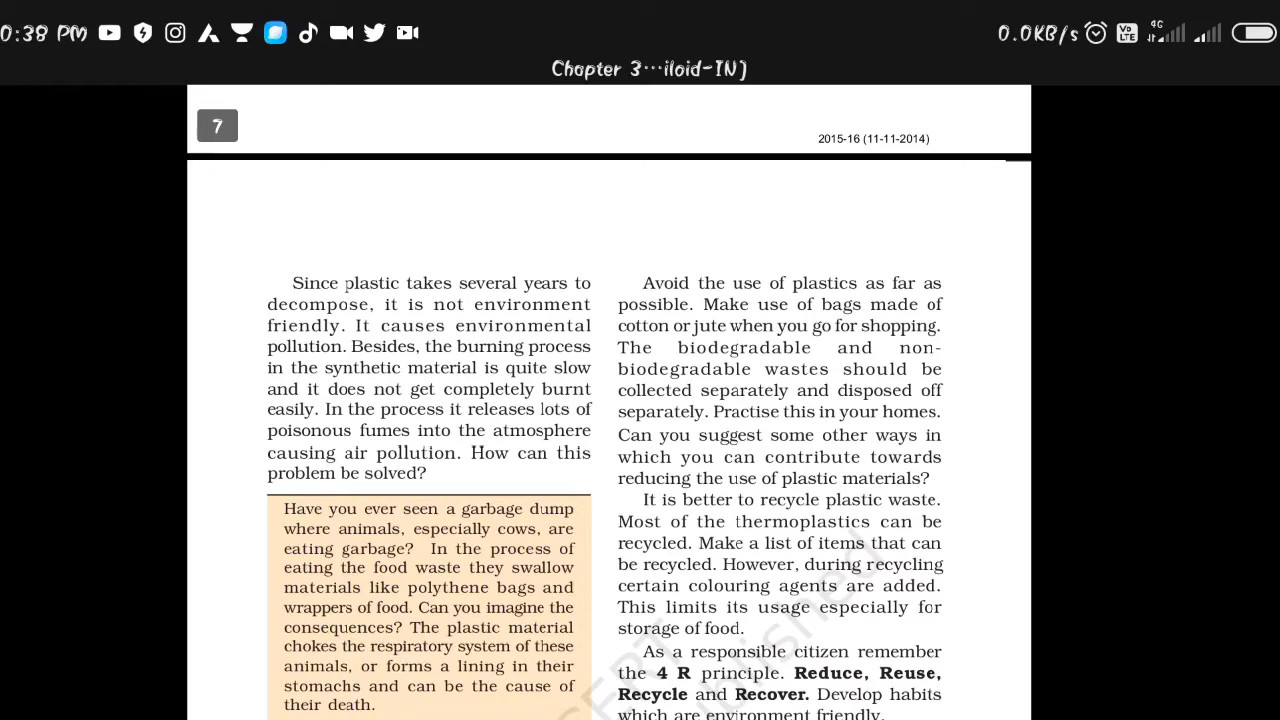 0:38 PM
0.0KB/s
Vo LTE
4G
Chapter 3···iloid-IN)
7
2015-16 (11-11-2014)
Since plastic takes several years to
decompose, it is not environment
friendly. It causes environmental
pollution. Besides, the burning process
in the synthetic material is quite slow
and it does not get completely burnt
easily. In the process it releases lots of
poisonous fumes into the atmosphere
causing air pollution. How can this
problem be solved?
Have you ever seen a garbage dump
where animals, especially cows, are
eating garbage? In the process of
eating the food waste they swallow
materials like polythene bags and
wrappers of food. Can you imagine the
consequences? The plastic material
chokes the respiratory system of these
animals, or forms a lining in their
stomachs and can be the cause of
their death.
Avoid the use of plastics as far as
possible. Make use of bags made of
cotton or jute when you go for shopping.
The biodegradable and non-
biodegradable wastes should be
collected separately and disposed off
separately. Practise this in your homes.
Can you suggest some other ways in
which you can contribute towards
reducing the use of plastic materials?
It is better to recycle plastic waste.
Most of the thermoplastics can be
recycled. Make a list of items that can
be recycled. However, during recycling
certain colouring agents are added.
This limits its usage especially for
storage of food.
As a responsible citizen remember
the 4 R principle. Reduce, Reuse,
Recycle and Recover. Develop habits
which are environment friendly.